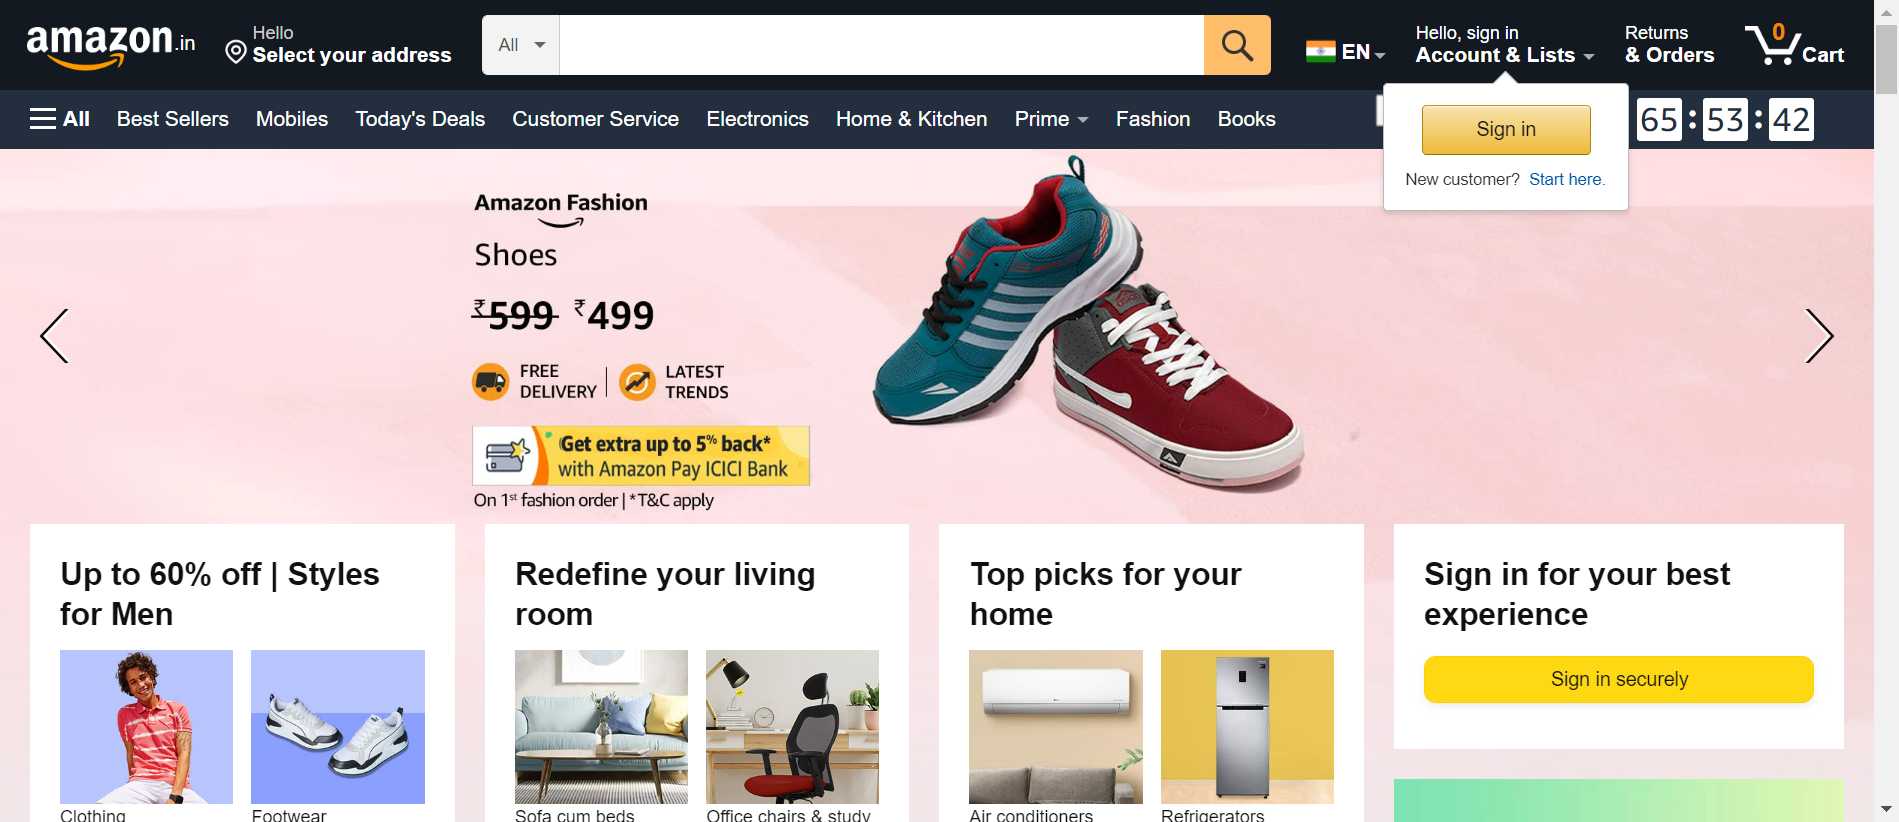 amazon.in
Hello
Select your address
All
EN
Hello, sign in
Account & Lists
Returns
& Orders
0
Cart
All
Best Sellers
Mobiles
Today's Deals
Customer Service
Electronics
Home & Kitchen
Prime
Fashion
Books
65 : 53 : 42
Sign in
New customer? Start here.
Amazon Fashion
Shoes
₹599 ₹499
FREE
DELIVERY
LATEST
TRENDS
Get extra up to 5% back*
with Amazon Pay ICICI Bank
On 1st fashion order | *T&C apply
Up to 60% off | Styles
for Men
Clothing
Footwear
Redefine your living
room
Sofa cum beds
Office chairs & study
Top picks for your
home
Air conditioners
Refrigerators
Sign in for your best
experience
Sign in securely